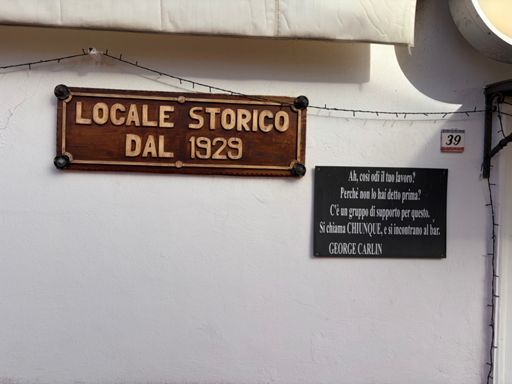 LOCALE STORICO
DAL 1929
39
Ah, così odi il tuo lavoro?
Perchè non lo hai detto prima?
C'è un gruppo di supporto per questo.
Si chiama CHIUNQUE, e si incontrano al bar.
GEORGE CARLIN